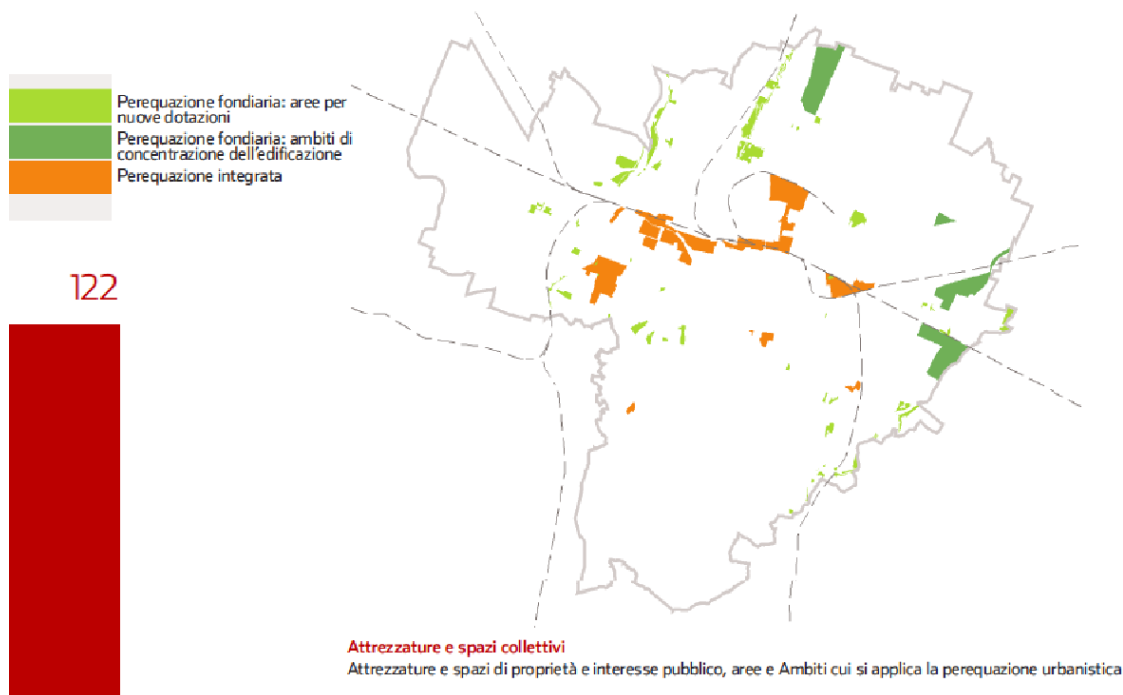 Perequazione fondiaria: aree per
nuove dotazioni
Perequazione fondiaria: ambiti di
concentrazione dell'edificazione
Perequazione integrata
122
Attrezzature e spazi collettivi
Attrezzature e spazi di proprietà e interesse pubblico, aree e Ambiti cui si applica la perequazione urbanistica